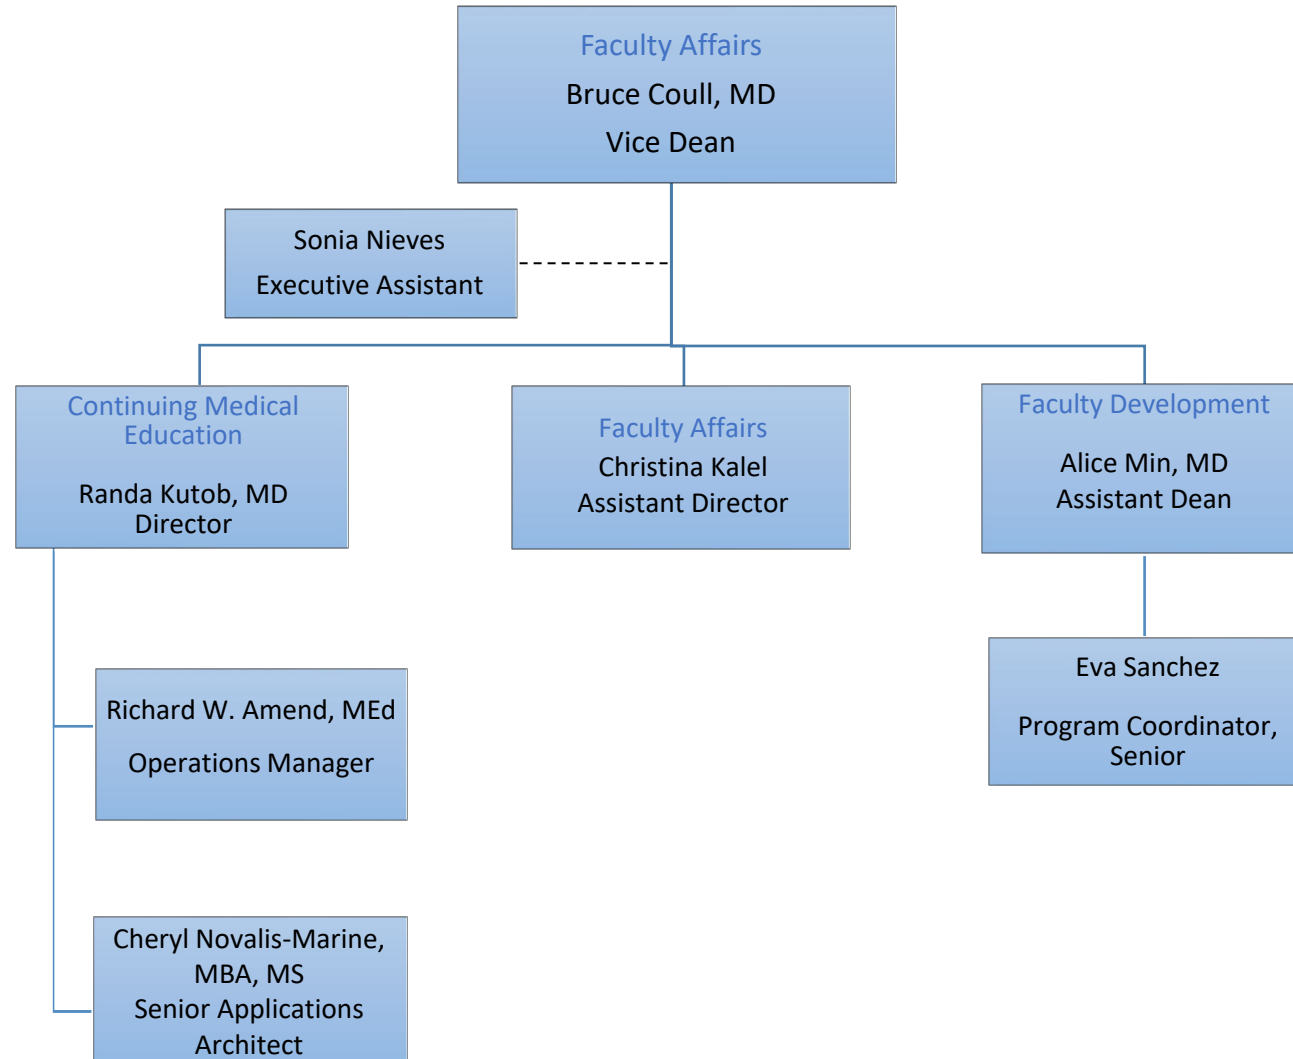 Faculty Affairs
Bruce Coull, MD
Vice Dean
Sonia Nieves
Executive Assistant
Continuing Medical
Education
Randa Kutob, MD
Director
Faculty Affairs
Christina Kalel
Assistant Director
Faculty Development
Alice Min, MD
Assistant Dean
Richard W. Amend, MEd
Operations Manager
Eva Sanchez
Program Coordinator,
Senior
Cheryl Novalis-Marine,
MBA, MS
Senior Applications
Architect